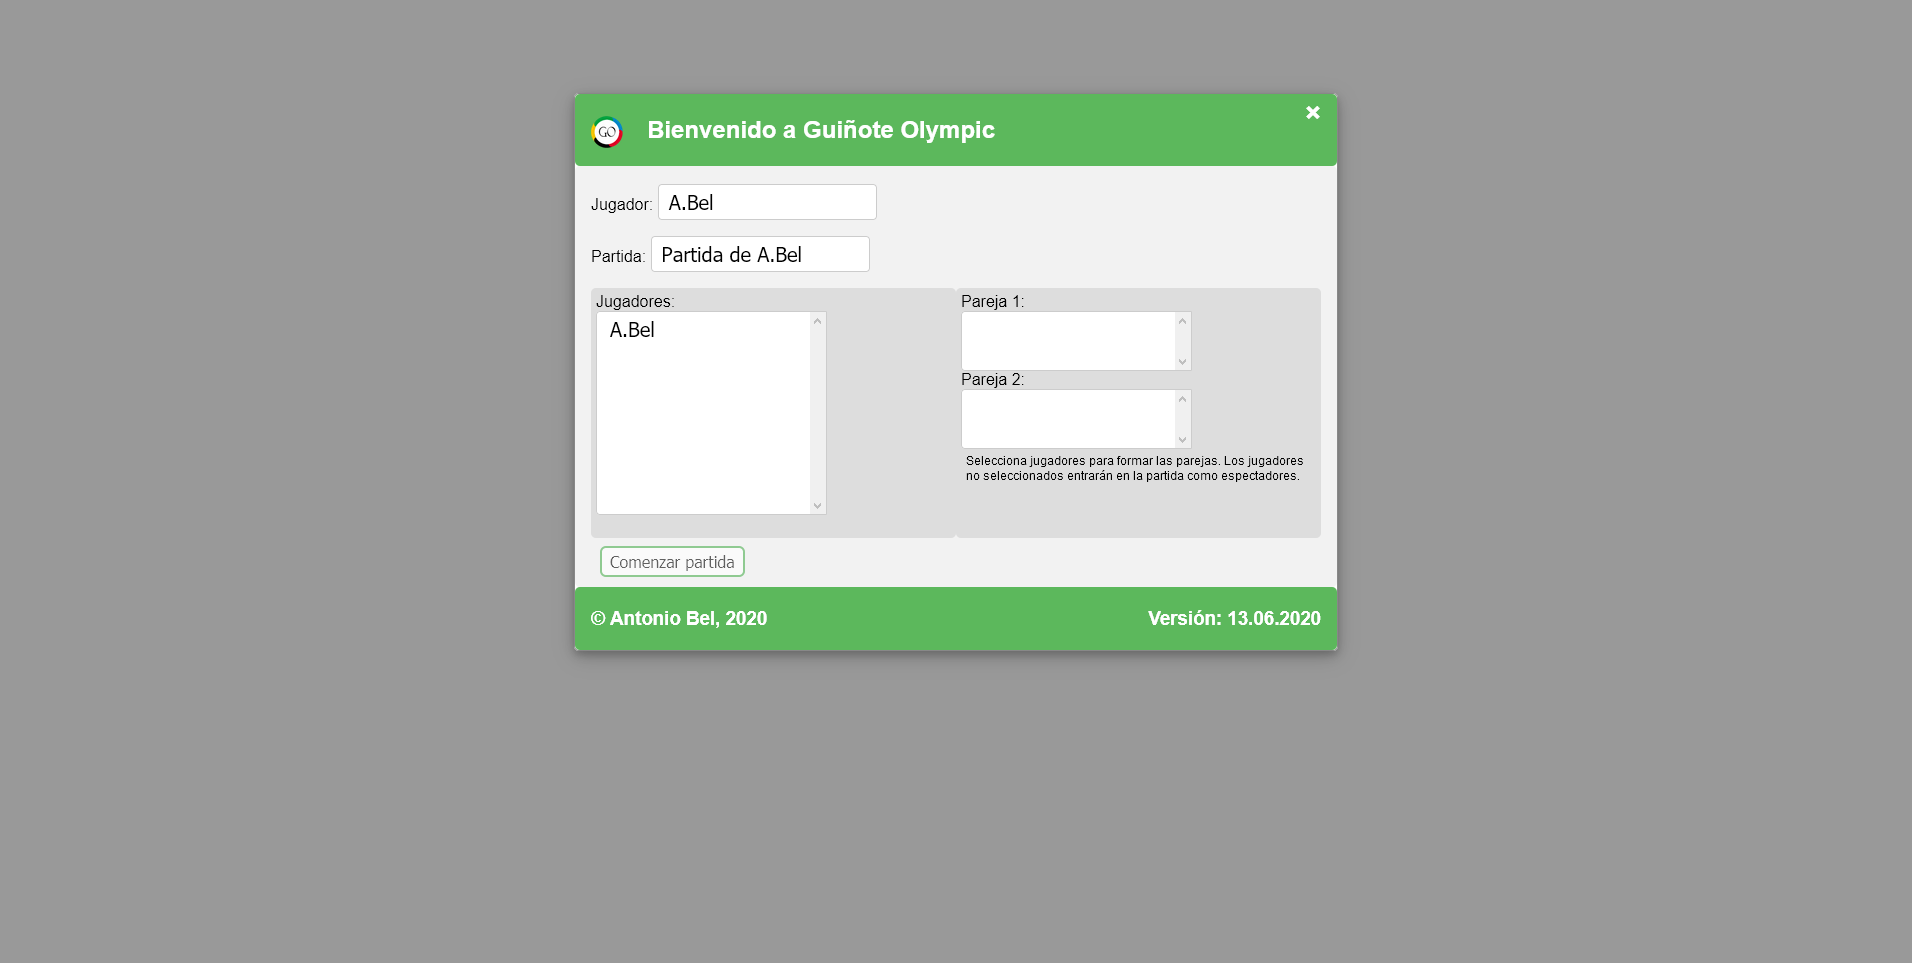 GO
Bienvenido a Guiñote Olympic
Jugador: A.Bel
Partida: Partida de A.Bel
Jugadores:
A.Bel
Pareja 1:
Pareja 2:
Selecciona jugadores para formar las parejas. Los jugadores
no seleccionados entrarán en la partida como espectadores.
Comenzar partida
© Antonio Bel, 2020
Versión: 13.06.2020